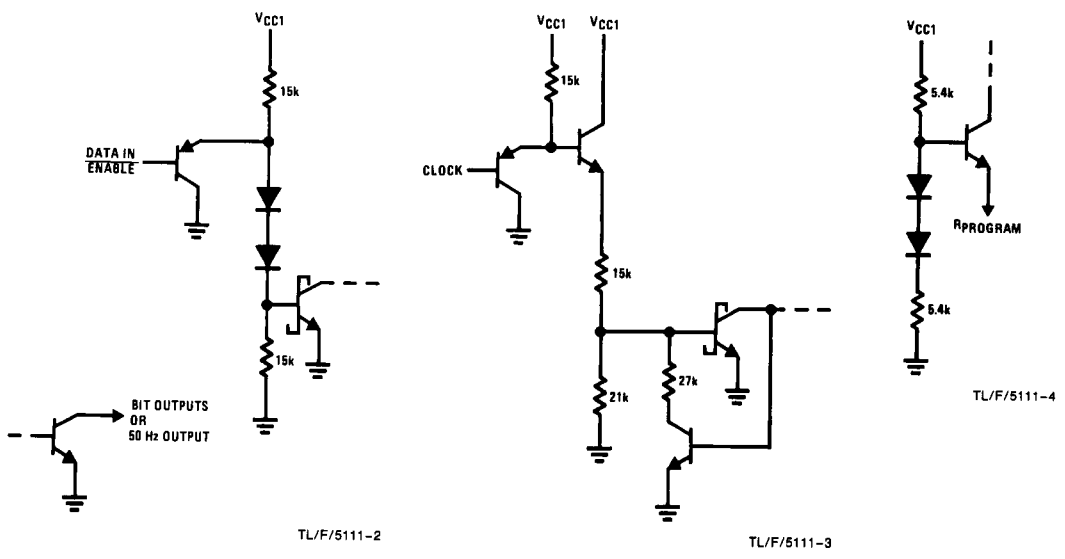 VCC1
15k
DATA IN
ENABLE
15k
BIT OUTPUTS
OR
50 Hz OUTPUT
TL/F/5111-2
VCC1
VCC1
15k
CLOCK
15k
21k
27k
TL/F/5111-3
VCC1
5.4k
RPROGRAM
5.4k
TL/F/5111-4